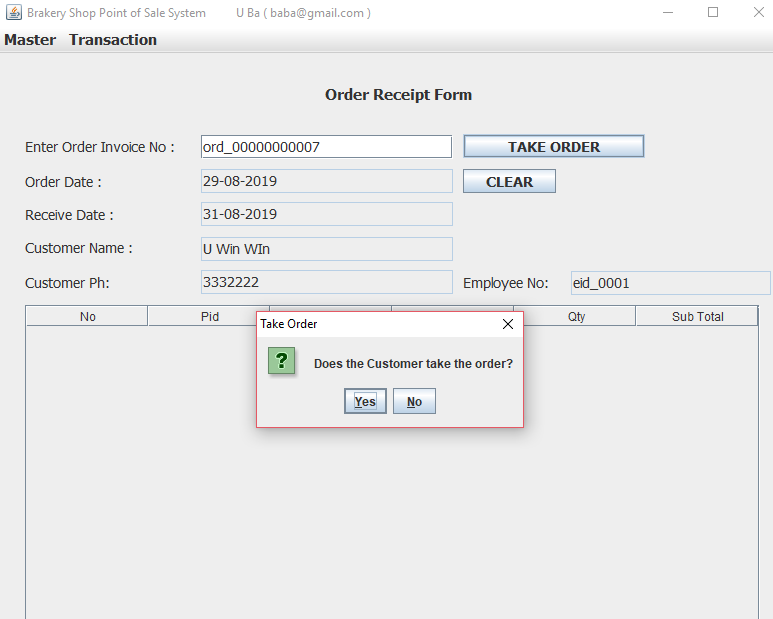 Brakery Shop Point of Sale System U Ba ( baba@gmail.com )
Master Transaction
Order Receipt Form
Enter Order Invoice No : ord_00000000007 TAKE ORDER
Order Date : 29-08-2019 CLEAR
Receive Date : 31-08-2019
Customer Name : U Win WIn
Customer Ph: 3332222 Employee No: eid_0001
No Pid Qty Sub Total
Take Order
? Does the Customer take the order?
Yes No